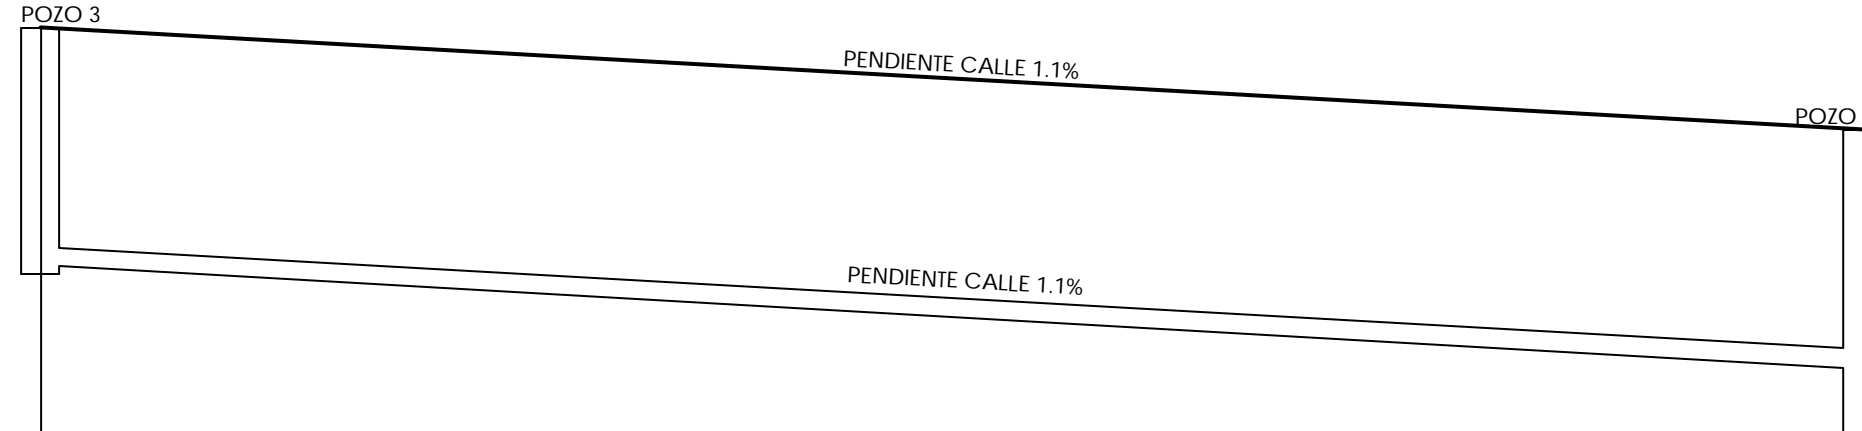 POZO 3
PENDIENTE CALLE 1.1%
POZO
PENDIENTE CALLE 1.1%